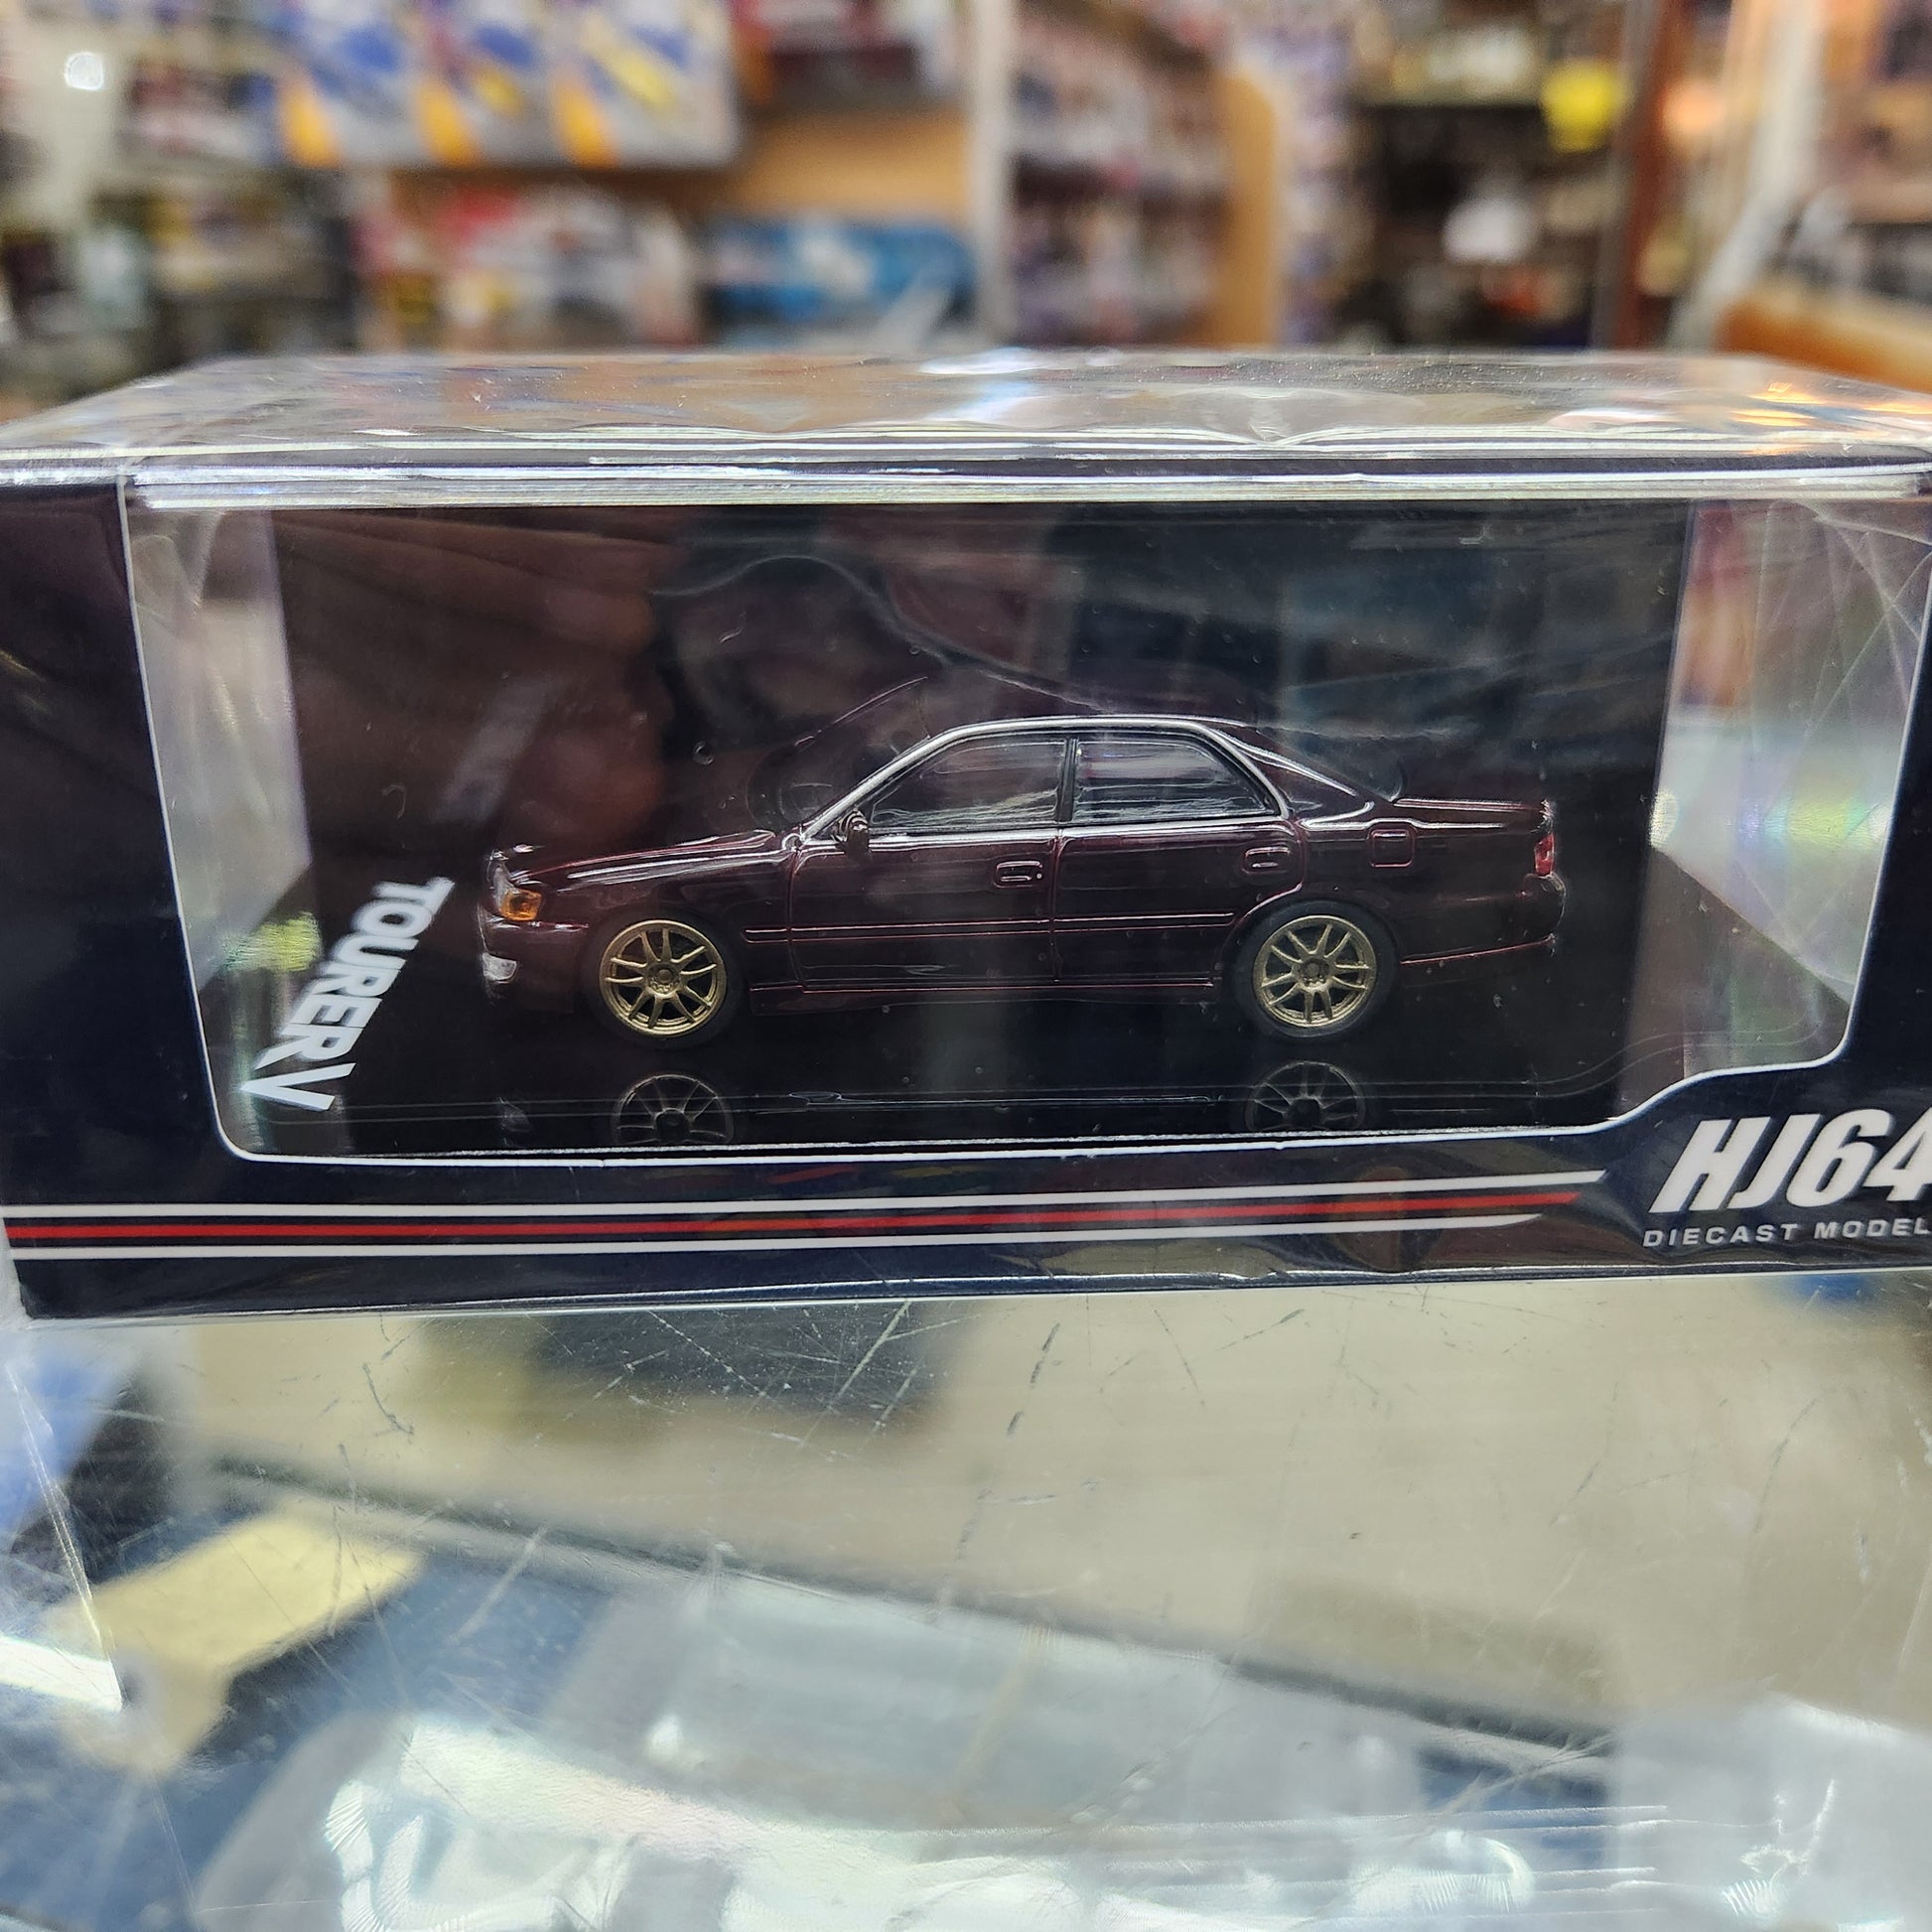 TOURER V
HJ64
DIECAST MODEL